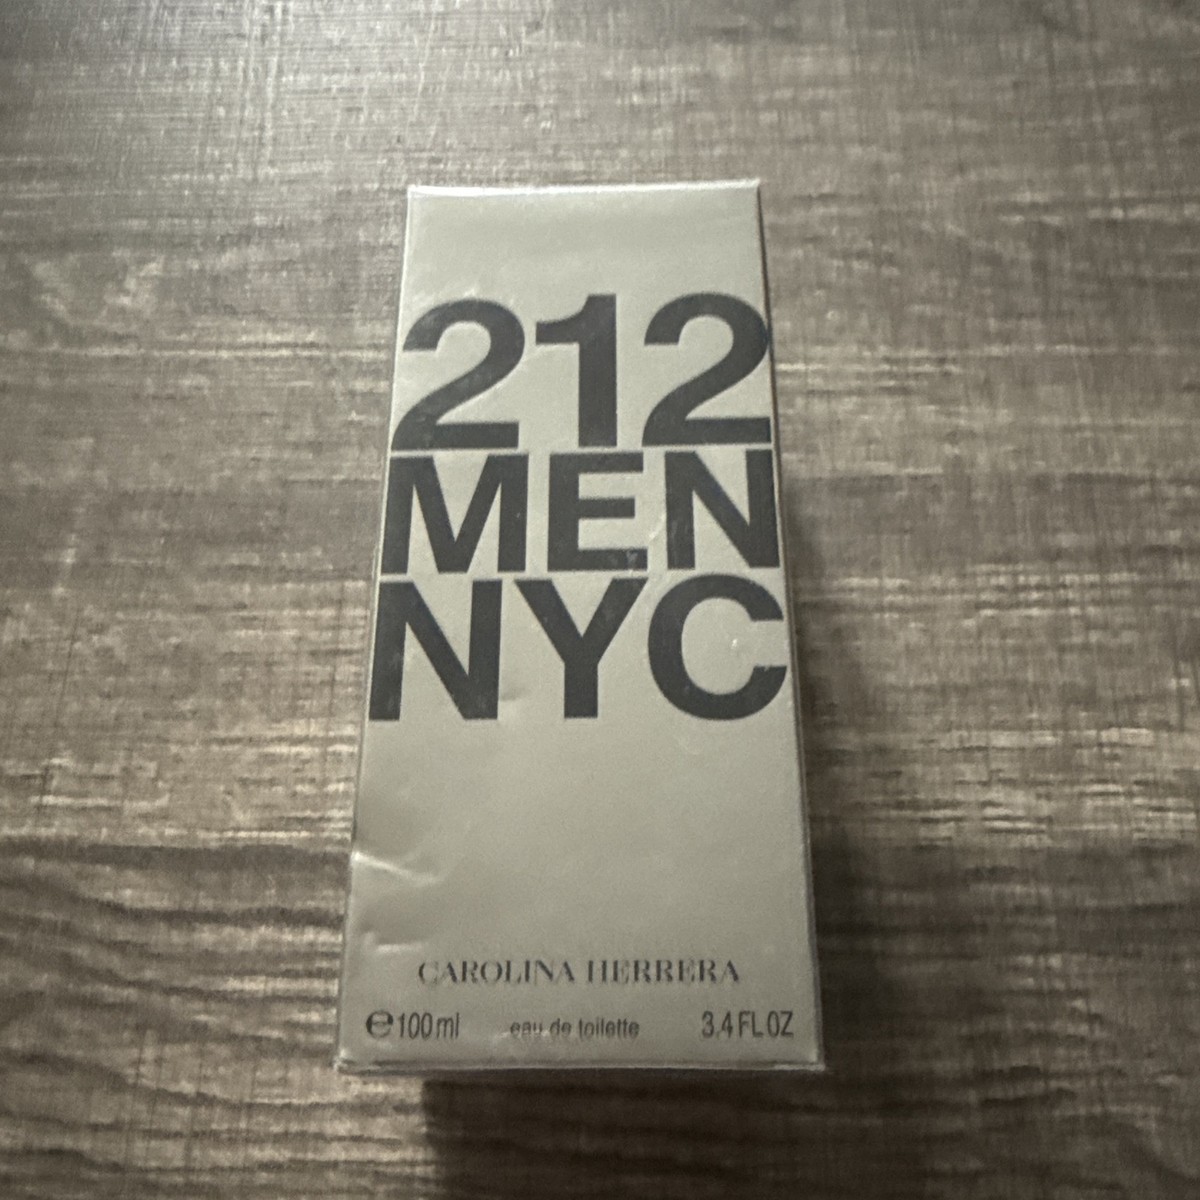 212
MEN
NYC
CAROLINA HERRERA
℮100ml eau de toilette 3.4 FL OZ